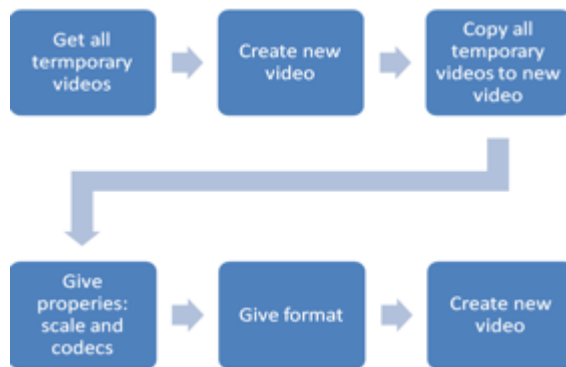 Get all
termporary
videos
Create new
video
Copy all
temporary
videos to new
video
Give
properies:
scale and
codecs
Give format
Create new
video